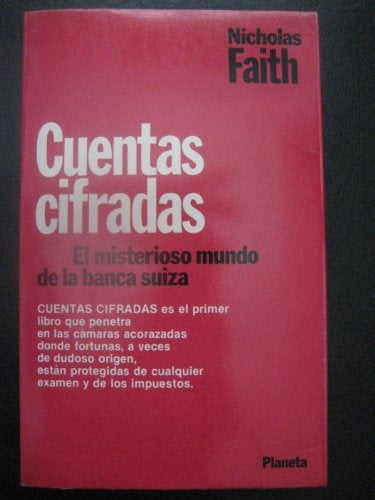 Nicholas
Faith
Cuentas
cifradas
El misterioso mundo
de la banca suiza
CUENTAS CIFRADAS es el primer
libro que penetra
en las cámaras acorazadas
donde fortunas, a veces
de dudoso origen,
están protegidas de cualquier
examen y de los impuestos.
Planeta